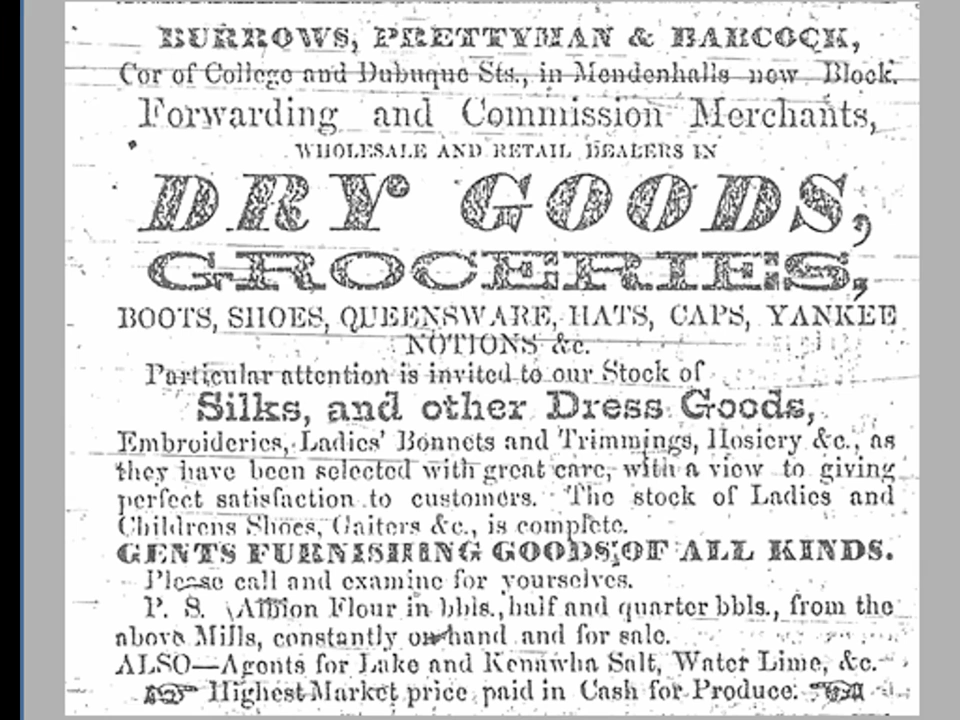 BURROWS, PRETTYMAN & BABCOCK,
Cor of College and Dubuque Sts., in Mendenhalls new Block.
Forwarding and Commission Merchants,
WHOLESALE AND RETAIL DEALERS IN
DRY GOODS,
GROCERIES,
BOOTS, SHOES, QUEENSWARE, HATS, CAPS, YANKEE
NOTIONS &c.
Particular attention is invited to our Stock of
Silks, and other Dress Goods,
Embroideries, Ladies' Bonnets and Trimmings, Hosiery &c., as
they have been selected with great care, with a view to giving
perfect satisfaction to customers. The stock of Ladies and
Childrens Shoes, Gaiters &c., is complete.
GENTS FURNISHING GOODS OF ALL KINDS.
Please call and examine for yourselves.
P. S. Albion Flour in bbls., half and quarter bbls., from the
above Mills, constantly on hand and for sale.
ALSO—Agents for Lake and Kenawha Salt, Water Lime, &c.
Highest Market price paid in Cash for Produce.